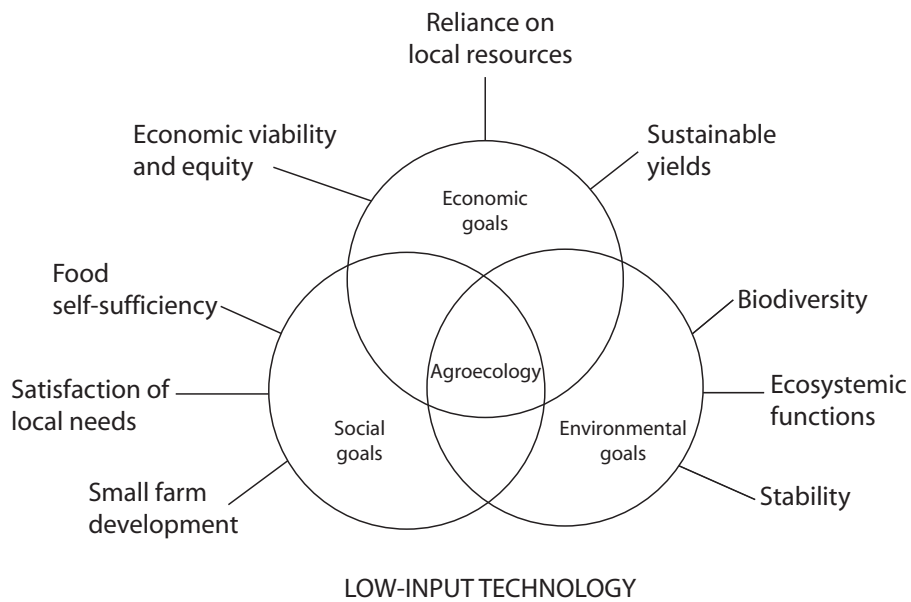 Reliance on
local resources
Economic viability
and equity
Sustainable
yields
Economic
goals
Food
self-sufficiency
Biodiversity
Satisfaction of
local needs
Agroecology
Ecosystemic
functions
Social
goals
Environmental
goals
Small farm
development
Stability
LOW-INPUT TECHNOLOGY